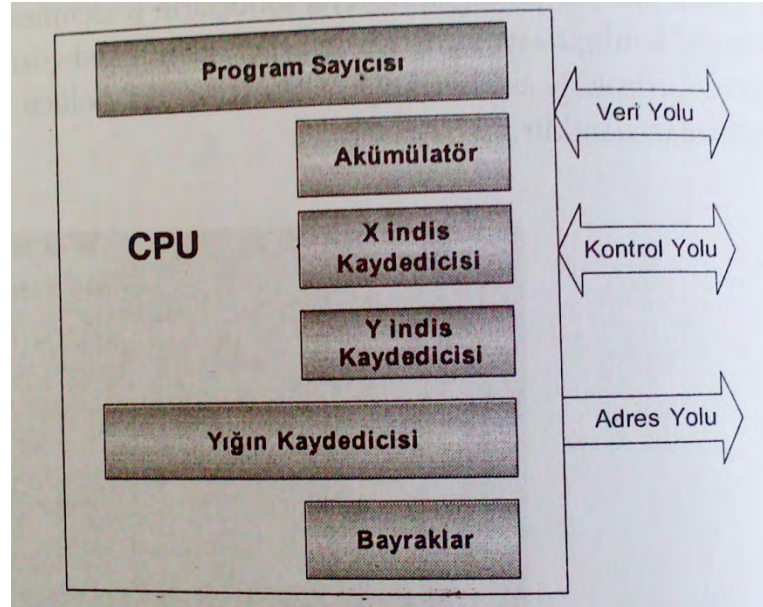 Program Sayıcısı
Akümülatör
CPU
X indis
Kaydedicisi
Y indis
Kaydedicisi
Yığın Kaydedicisi
Bayraklar
Veri Yolu
Kontrol Yolu
Adres Yolu